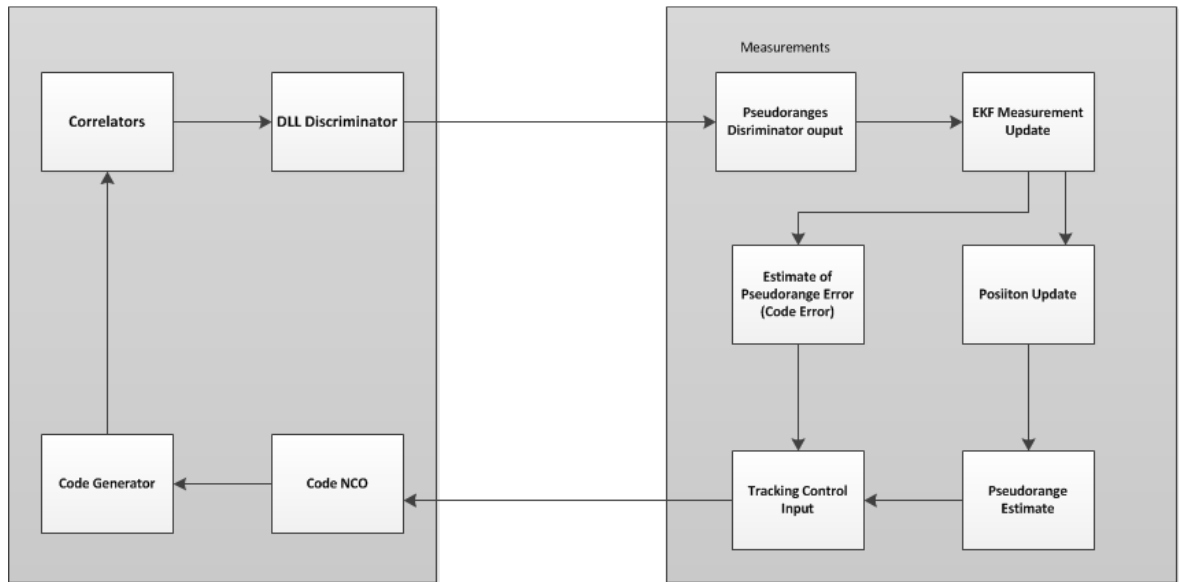 Measurements
Correlators
DLL Discriminator
Pseudoranges
Disriminator ouput
EKF Measurement
Update
Estimate of
Pseudorange Error
(Code Error)
Posiiton Update
Code Generator
Code NCO
Tracking Control
Input
Pseudorange
Estimate